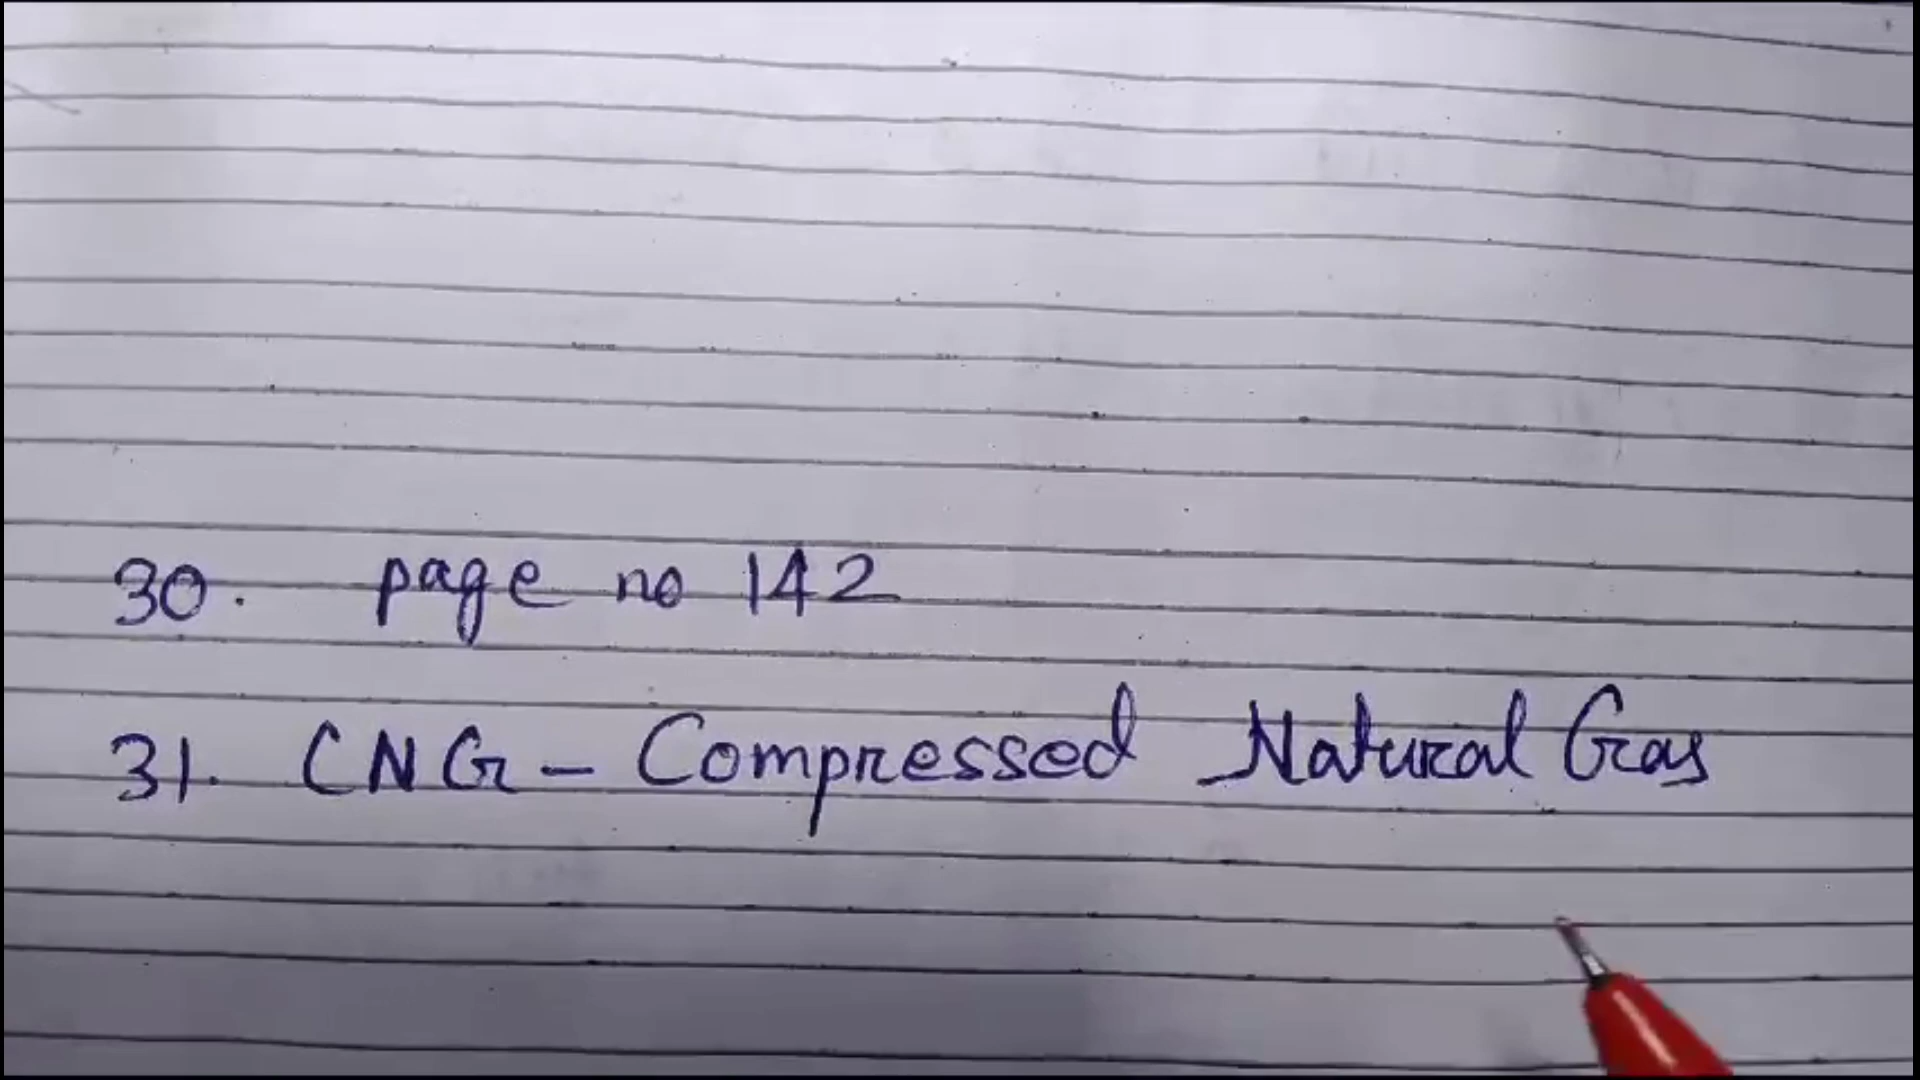 30. page no 142
31. CNG - Compressed Natural Gas